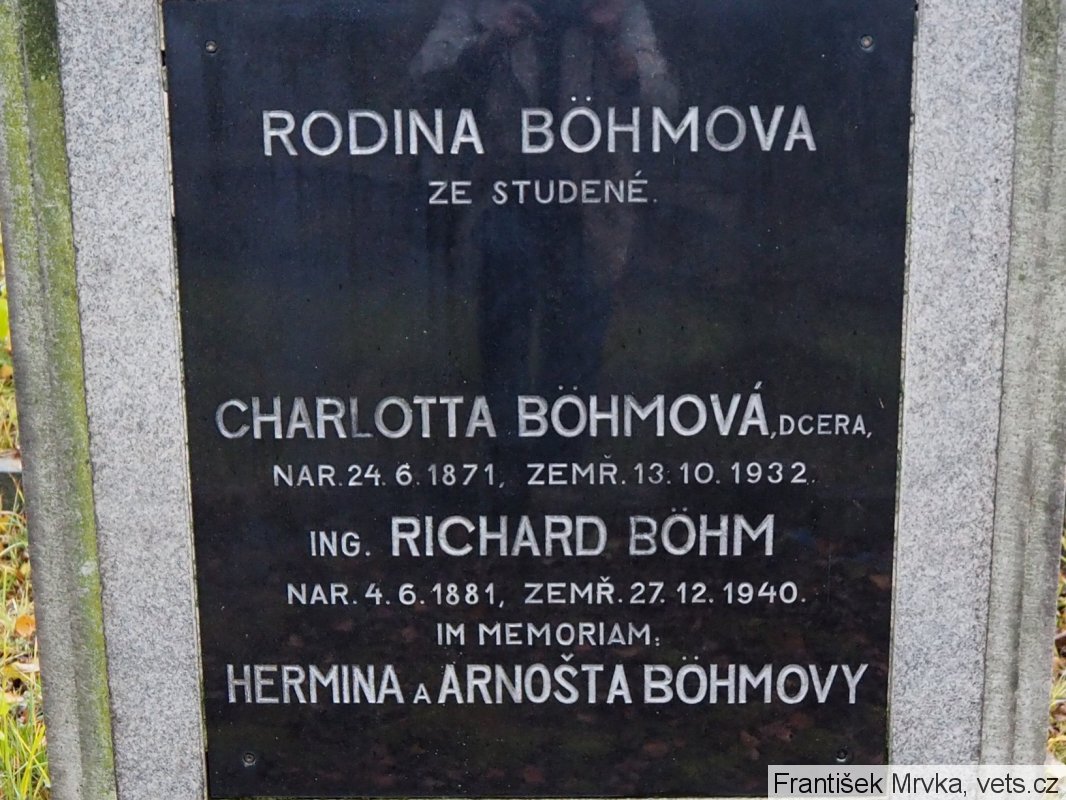 RODINA BÖHMOVA
ZE STUDENÉ.
CHARLOTTA BÖHMOVÁ, DCERA,
NAR. 24. 6. 1871, ZEMŘ. 13. 10. 1932.
ING. RICHARD BÖHM
NAR. 4. 6. 1881, ZEMŘ. 27. 12. 1940.
IM MEMORIAM:
HERMINA A ARNOŠTA BÖHMOVY
František Mrvka, vets.cz